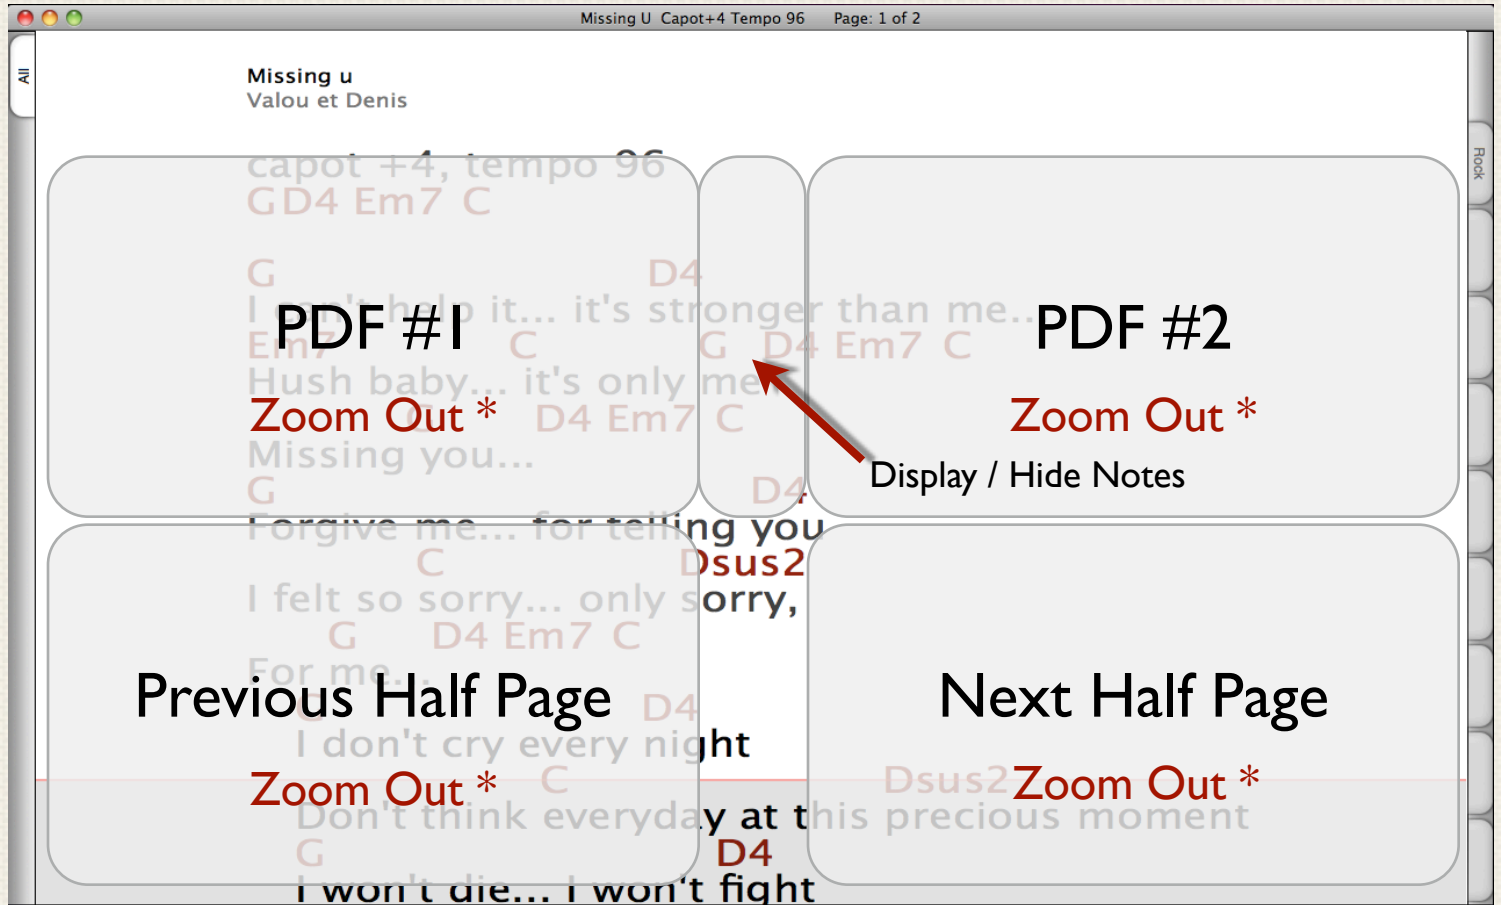 Missing U Capot+4 Tempo 96 Page: 1 of 2
All
Rock
Missing u
Valou et Denis
capot +4, tempo 96
GD4 Em7 C
G D4
I can't help it... it's stronger than me...
PDF #1
PDF #2
Em7 C G D4 Em7 C
Hush baby... it's only me
Zoom Out *
Zoom Out *
G D4 Em7 C
Missing you...
Display / Hide Notes
G D4
Forgive me... for telling you
C Dsus2
I felt so sorry... only sorry,
G D4 Em7 C
For me...
Previous Half Page
Next Half Page
G D4
I don't cry every night
Zoom Out *
Zoom Out *
C Dsus2
Don't think everyday at this precious moment
G D4
I won't die... I won't fight